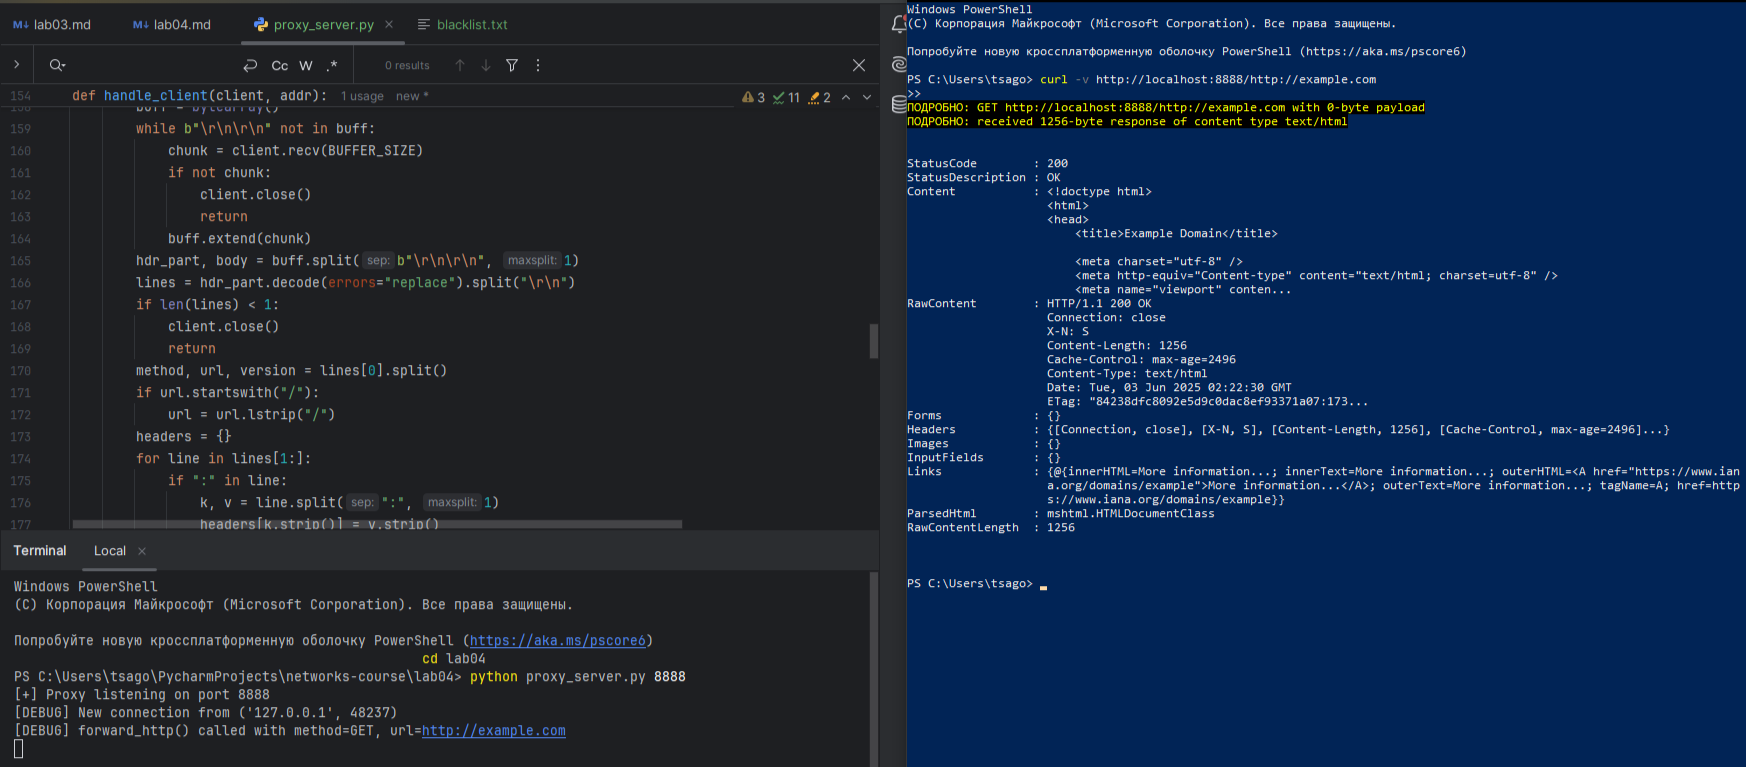 lab03.md
lab04.md
proxy_server.py
blacklist.txt
Cc W .*
0 results
154 def handle_client(client, addr): 1 usage new *
3 11 2
158 buff = bytearray()
159 while b"\r\n\r\n" not in buff:
160 chunk = client.recv(BUFFER_SIZE)
161 if not chunk:
162 client.close()
163 return
164 buff.extend(chunk)
165 hdr_part, body = buff.split( sep: b"\r\n\r\n", maxsplit: 1)
166 lines = hdr_part.decode(errors="replace").split("\r\n")
167 if len(lines) < 1:
168 client.close()
169 return
170 method, url, version = lines[0].split()
171 if url.startswith("/"):
172 url = url.lstrip("/")
173 headers = {}
174 for line in lines[1:]:
175 if ":" in line:
176 k, v = line.split( sep: ":", maxsplit: 1)
177 headers[k.strip()] = v.strip()
Terminal Local
Windows PowerShell
(C) Корпорация Майкрософт (Microsoft Corporation). Все права защищены.
Попробуйте новую кроссплатформенную оболочку PowerShell (https://aka.ms/pscore6)
cd lab04
PS C:\Users\tsago\PycharmProjects\networks-course\lab04> python proxy_server.py 8888
[+] Proxy listening on port 8888
[DEBUG] New connection from ('127.0.0.1', 48237)
[DEBUG] forward_http() called with method=GET, url=http://example.com
Windows PowerShell
(C) Корпорация Майкрософт (Microsoft Corporation). Все права защищены.
Попробуйте новую кроссплатформенную оболочку PowerShell (https://aka.ms/pscore6)
PS C:\Users\tsago> curl -v http://localhost:8888/http://example.com
>>
ПОДРОБНО: GET http://localhost:8888/http://example.com with 0-byte payload
ПОДРОБНО: received 1256-byte response of content type text/html
StatusCode : 200
StatusDescription : OK
Content : <!doctype html>
<html>
<head>
<title>Example Domain</title>
<meta charset="utf-8" />
<meta http-equiv="Content-type" content="text/html; charset=utf-8" />
<meta name="viewport" conten...
RawContent : HTTP/1.1 200 OK
Connection: close
X-N: S
Content-Length: 1256
Cache-Control: max-age=2496
Content-Type: text/html
Date: Tue, 03 Jun 2025 02:22:30 GMT
ETag: "84238dfc8092e5d9c0dac8ef93371a07:173...
Forms : {}
Headers : {[Connection, close], [X-N, S], [Content-Length, 1256], [Cache-Control, max-age=2496]...}
Images : {}
InputFields : {}
Links : {@{innerHTML=More information...; innerText=More information...; outerHTML=<A href="https://www.ian
a.org/domains/example">More information...</A>; outerText=More information...; tagName=A; href=http
s://www.iana.org/domains/example}}
ParsedHtml : mshtml.HTMLDocumentClass
RawContentLength : 1256
PS C:\Users\tsago>